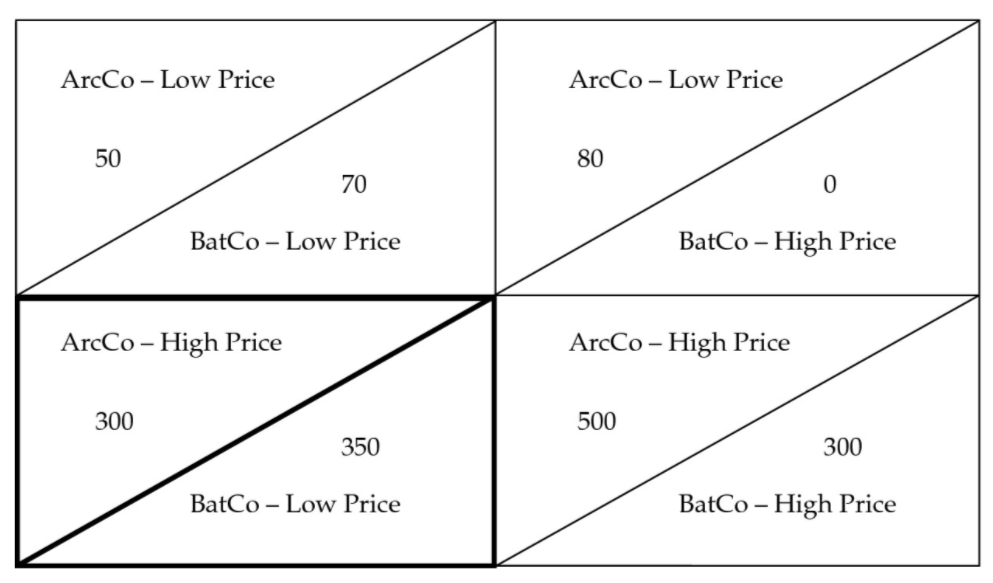 ArcCo – Low Price
50
70
BatCo – Low Price
ArcCo – Low Price
80
0
BatCo – High Price
ArcCo – High Price
300
350
BatCo – Low Price
ArcCo – High Price
500
300
BatCo – High Price